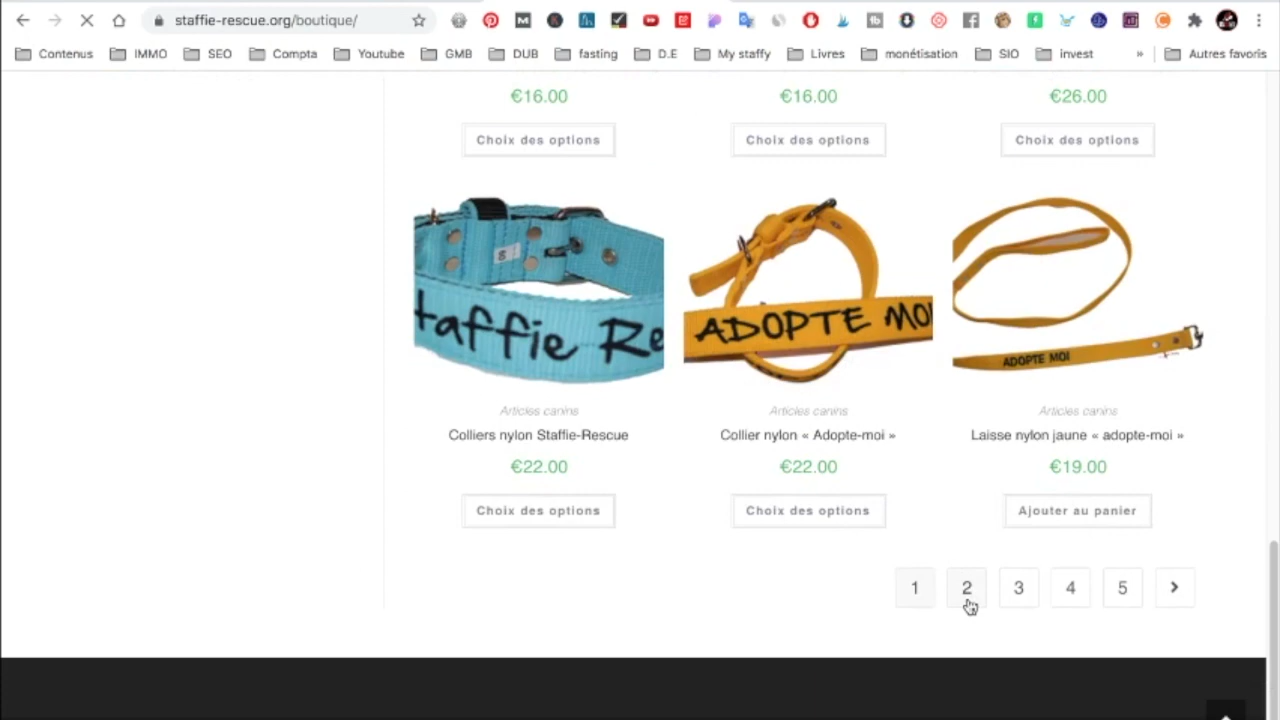 staffie-rescue.org/boutique/
Contenus IMMO SEO Compta Youtube GMB DUB fasting D.E My staffy Livres monétisation SIO invest » Autres favoris
€16.00 €16.00 €26.00
Choix des options Choix des options Choix des options
taffie Re
ADOPTE MOI
ADOPTE MOI
Articles canins Articles canins Articles canins
Colliers nylon Staffie-Rescue Collier nylon « Adopte-moi » Laisse nylon jaune « adopte-moi »
€22.00 €22.00 €19.00
Choix des options Choix des options Ajouter au panier
1 2 3 4 5